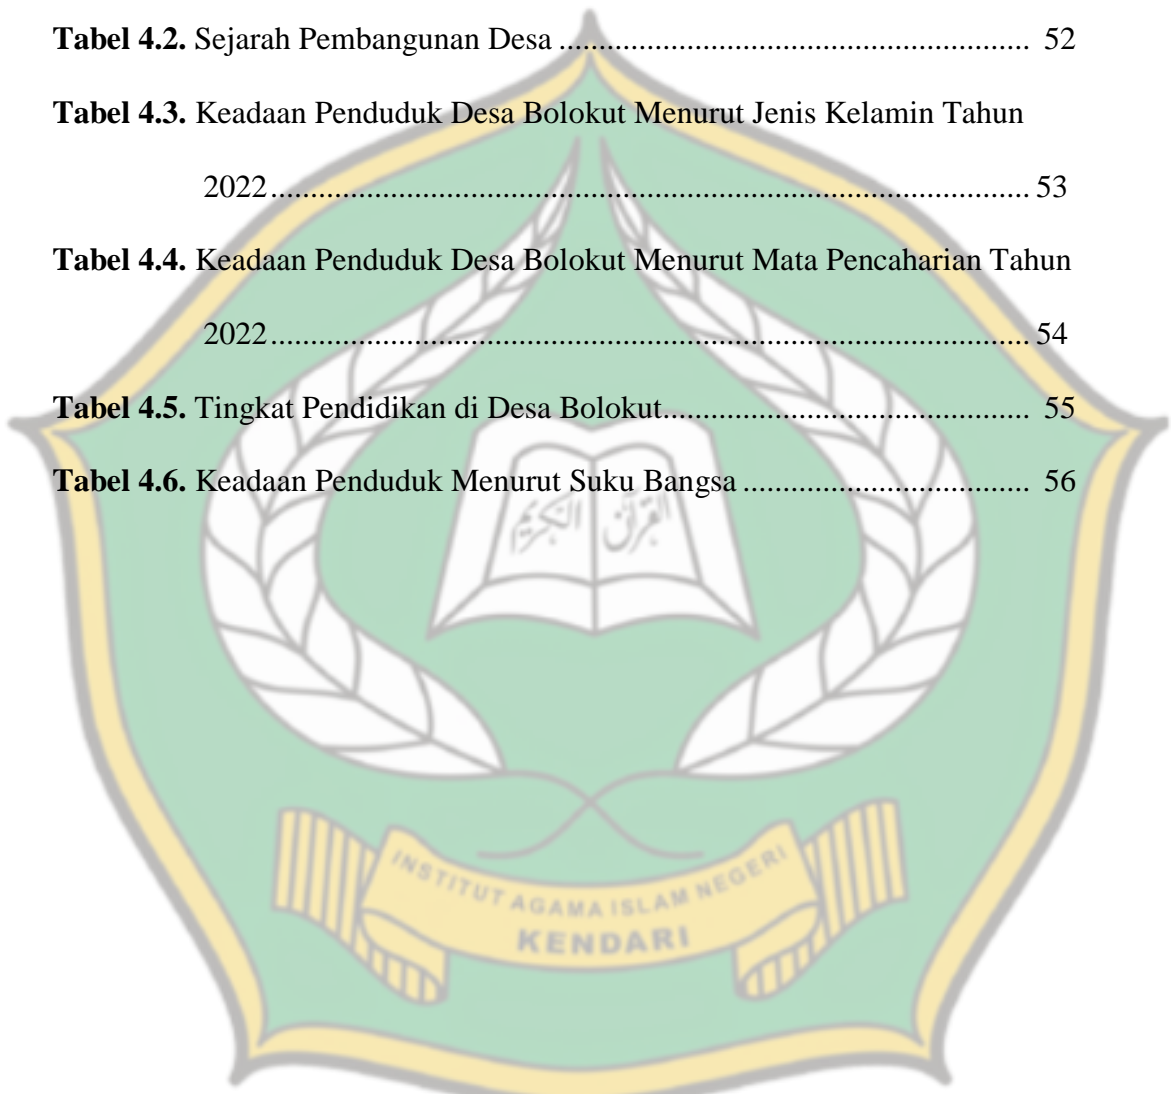 Tabel 4.2. Sejarah Pembangunan Desa ........................................................... 52
Tabel 4.3. Keadaan Penduduk Desa Bolokut Menurut Jenis Kelamin Tahun
2022............................................................................................... 53
Tabel 4.4. Keadaan Penduduk Desa Bolokut Menurut Mata Pencaharian Tahun
2022............................................................................................... 54
Tabel 4.5. Tingkat Pendidikan di Desa Bolokut.............................................. 55
Tabel 4.6. Keadaan Penduduk Menurut Suku Bangsa .................................... 56
القرآن الكريم
INSTITUT AGAMA ISLAM NEGERI
KENDARI